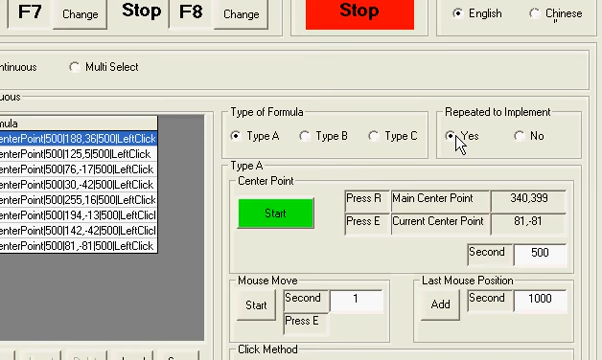 F7 Change Stop F8 Change Stop English Chinese
ntinuous Multi Select
uous
mula
enterPoint|500|188,36|500|LeftClick
enterPoint|500|125,5|500|LeftClick
enterPoint|500|76,-17|500|LeftClick
enterPoint|500|30,-42|500|LeftClick
enterPoint|500|255,16|500|LeftClick
enterPoint|500|194,-13|500|LeftClicl
enterPoint|500|142,-42|500|LeftClicl
enterPoint|500|81,-81|500|LeftClick
Type of Formula
Type A Type B Type C
Repeated to Implement
Yes No
Type A
Center Point
Start
Press R Main Center Point 340,399
Press E Current Center Point 81,-81
Second 500
Mouse Move
Start Second 1
Press E
Last Mouse Position
Add Second 1000
Click Method